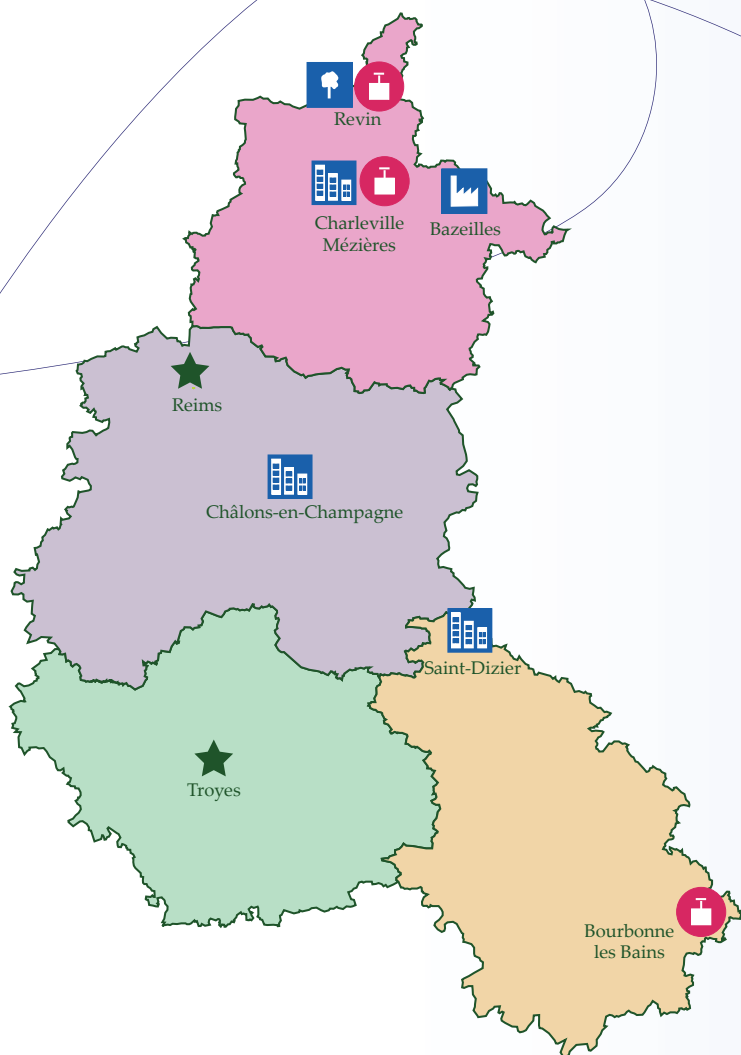 Revin
Charleville
Mézières
Bazeilles
Reims
Châlons-en-Champagne
Saint-Dizier
Troyes
Bourbonne
les Bains